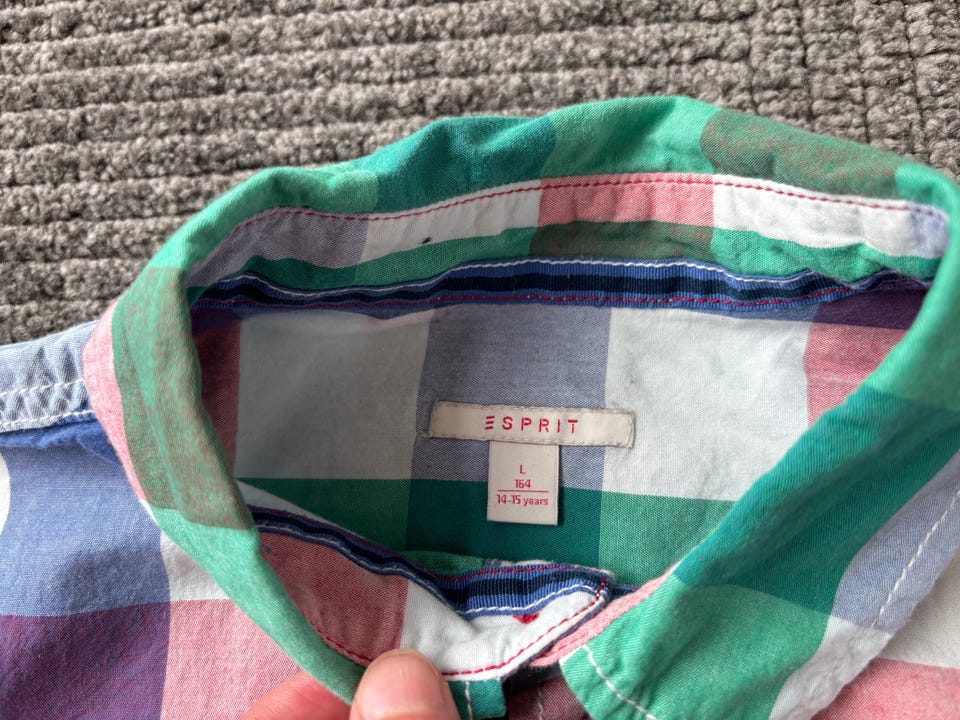 ESPRIT
L
164
14-15 years